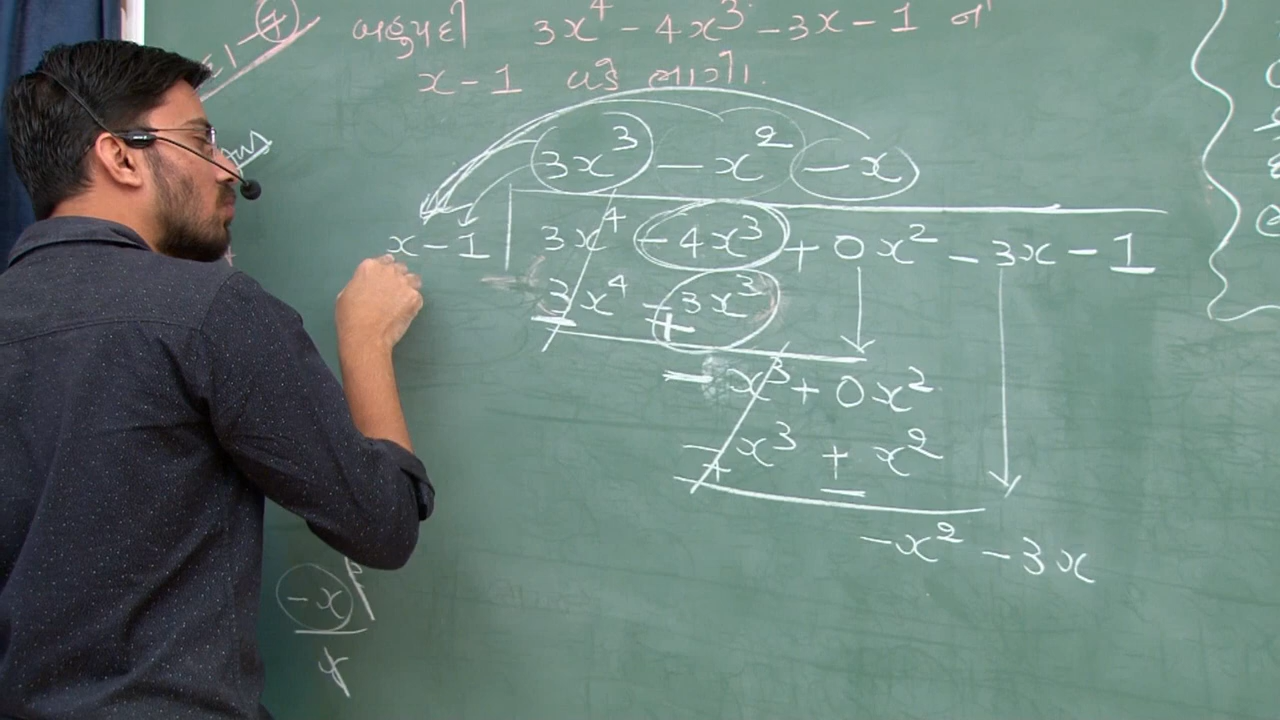 બહુપદી 3x⁴ - 4x³ - 3x - 1 ને
x - 1 વડે ભાગો.
Ans
3x³ - x² - x
x - 1 3x⁴ - 4x³ + 0x² - 3x - 1
3x⁴ - 3x³
- +
- x³ + 0x²
- x³ + x²
+ -
- x² - 3x
- x
x